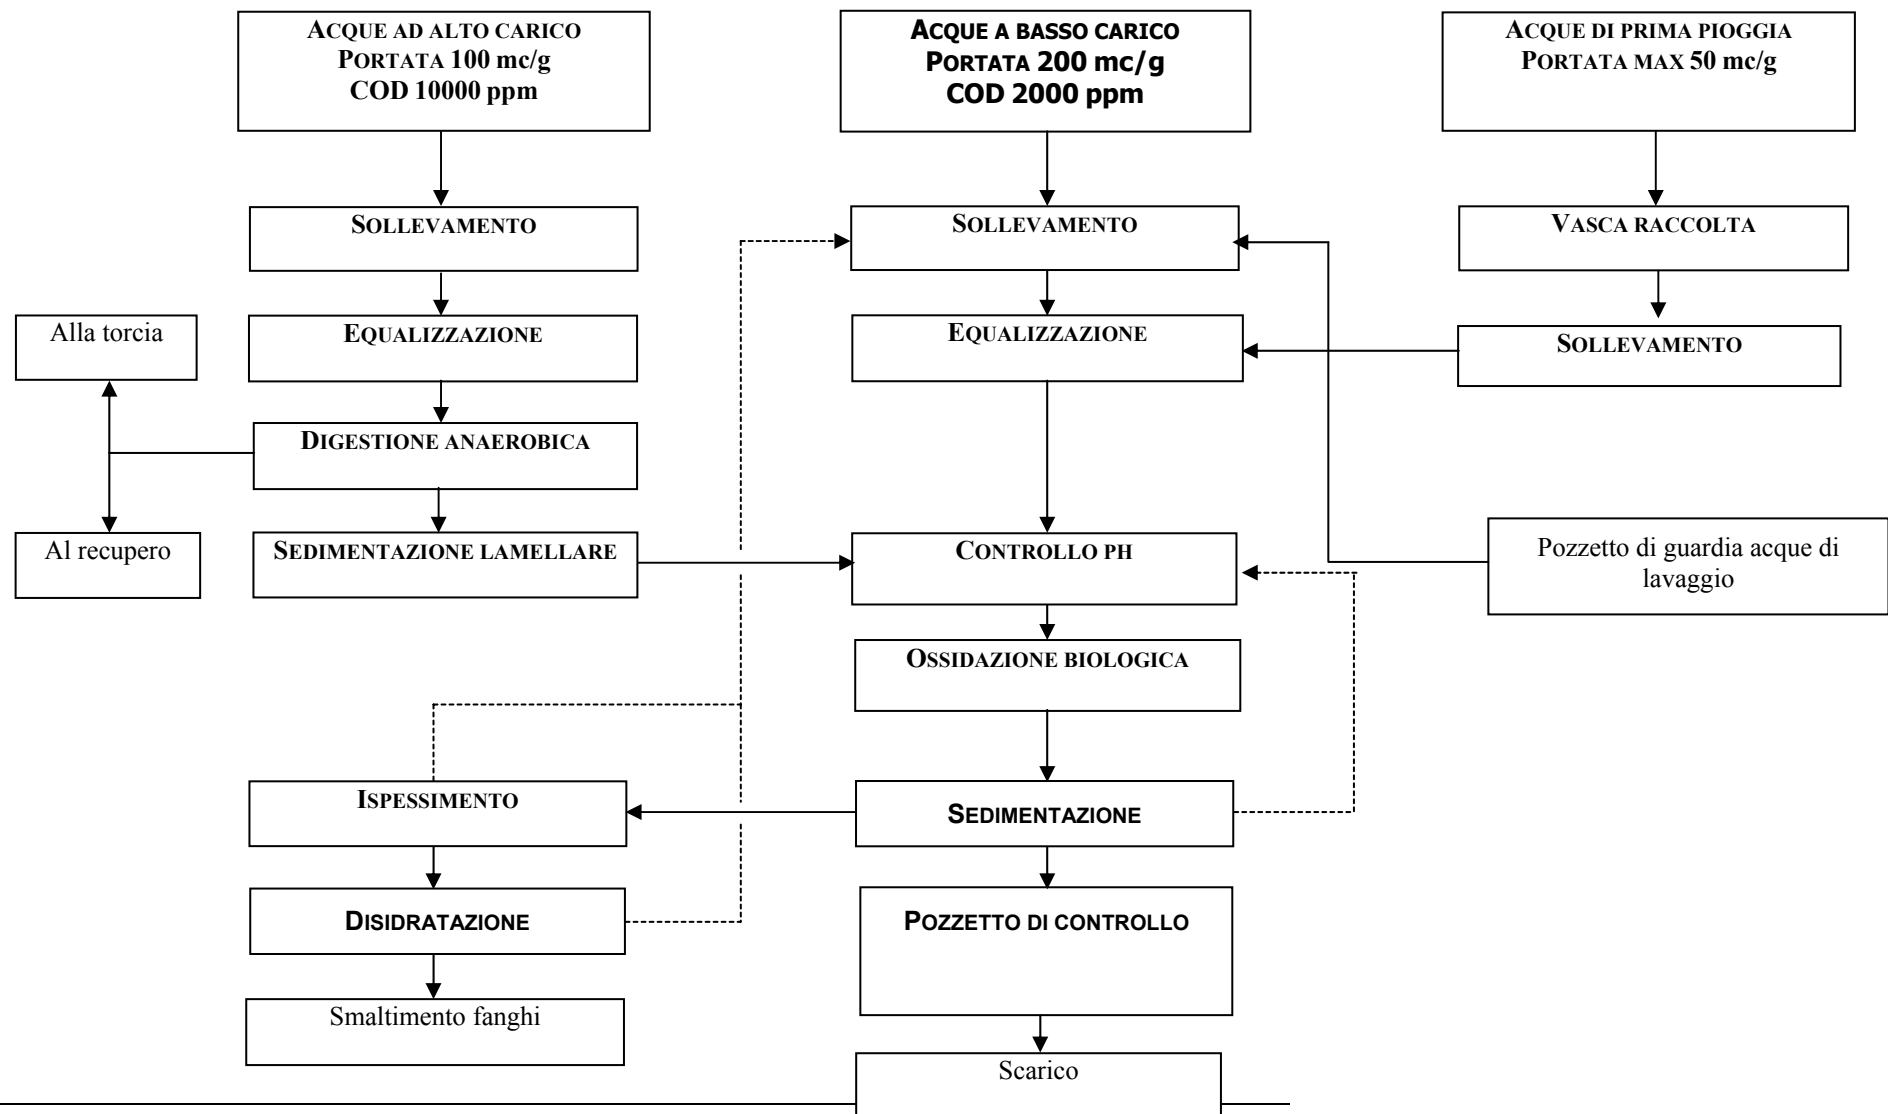 ACQUE AD ALTO CARICO
PORTATA 100 mc/g
COD 10000 ppm
ACQUE A BASSO CARICO
PORTATA 200 mc/g
COD 2000 ppm
ACQUE DI PRIMA PIOGGIA
PORTATA MAX 50 mc/g
SOLLEVAMENTO
SOLLEVAMENTO
VASCA RACCOLTA
Alla torcia
EQUALIZZAZIONE
EQUALIZZAZIONE
SOLLEVAMENTO
DIGESTIONE ANAEROBICA
Al recupero
SEDIMENTAZIONE LAMELLARE
CONTROLLO PH
Pozzetto di guardia acque di
lavaggio
OSSIDAZIONE BIOLOGICA
ISPESSIMENTO
SEDIMENTAZIONE
DISIDRATAZIONE
POZZETTO DI CONTROLLO
Smaltimento fanghi
Scarico